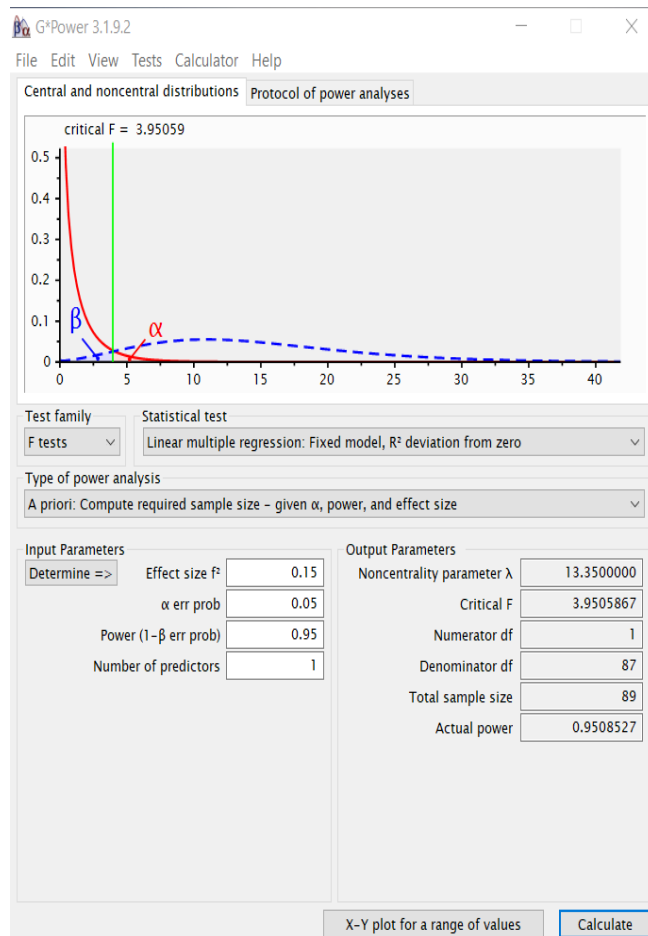 βα G*Power 3.1.9.2
File Edit View Tests Calculator Help
Central and noncentral distributions Protocol of power analyses
critical F = 3.95059
0.5
0.4
0.3
0.2
0.1
β α
0
0 5 10 15 20 25 30 35 40
Test family Statistical test
F tests Linear multiple regression: Fixed model, R² deviation from zero
Type of power analysis
A priori: Compute required sample size – given α, power, and effect size
Input Parameters Output Parameters
Determine => Effect size f² 0.15 Noncentrality parameter λ 13.3500000
α err prob 0.05 Critical F 3.9505867
Power (1-β err prob) 0.95 Numerator df 1
Number of predictors 1 Denominator df 87
Total sample size 89
Actual power 0.9508527
X-Y plot for a range of values Calculate